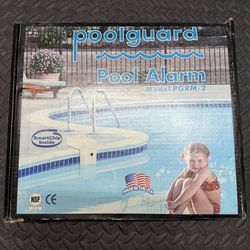 poolguard
Pool Alarm
Model PGRM-2
SmartChip
Inside
MADE IN THE USA
NSF
CE